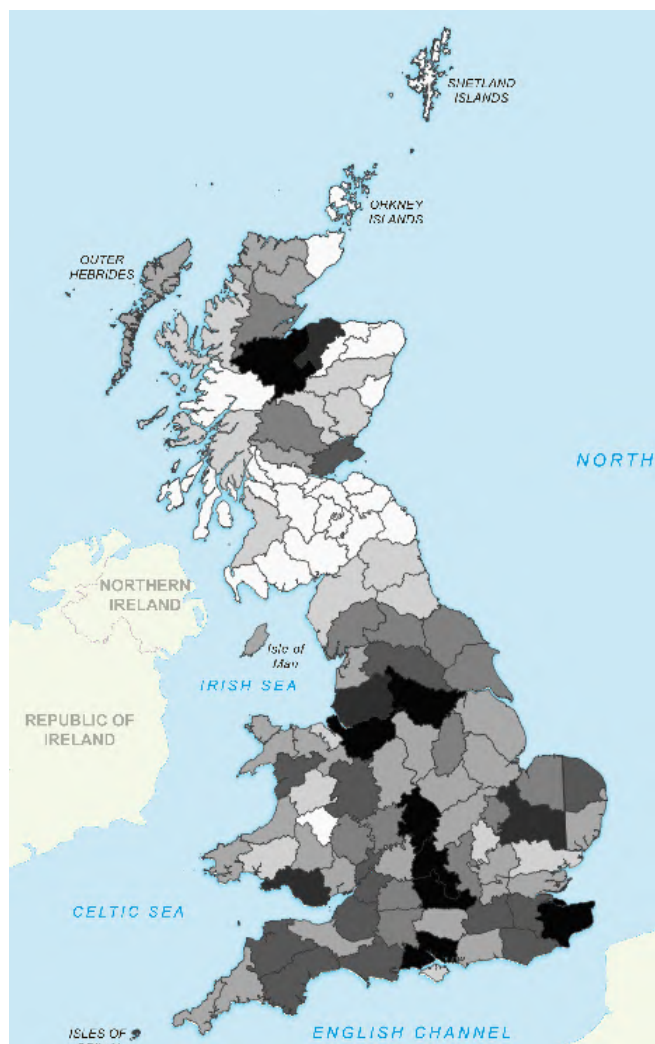 SHETLAND
ISLANDS
ORKNEY
ISLANDS
OUTER
HEBRIDES
NORTH
NORTHERN
IRELAND
Isle of
Man
IRISH SEA
REPUBLIC OF
IRELAND
CELTIC SEA
ISLES OF
ENGLISH CHANNEL